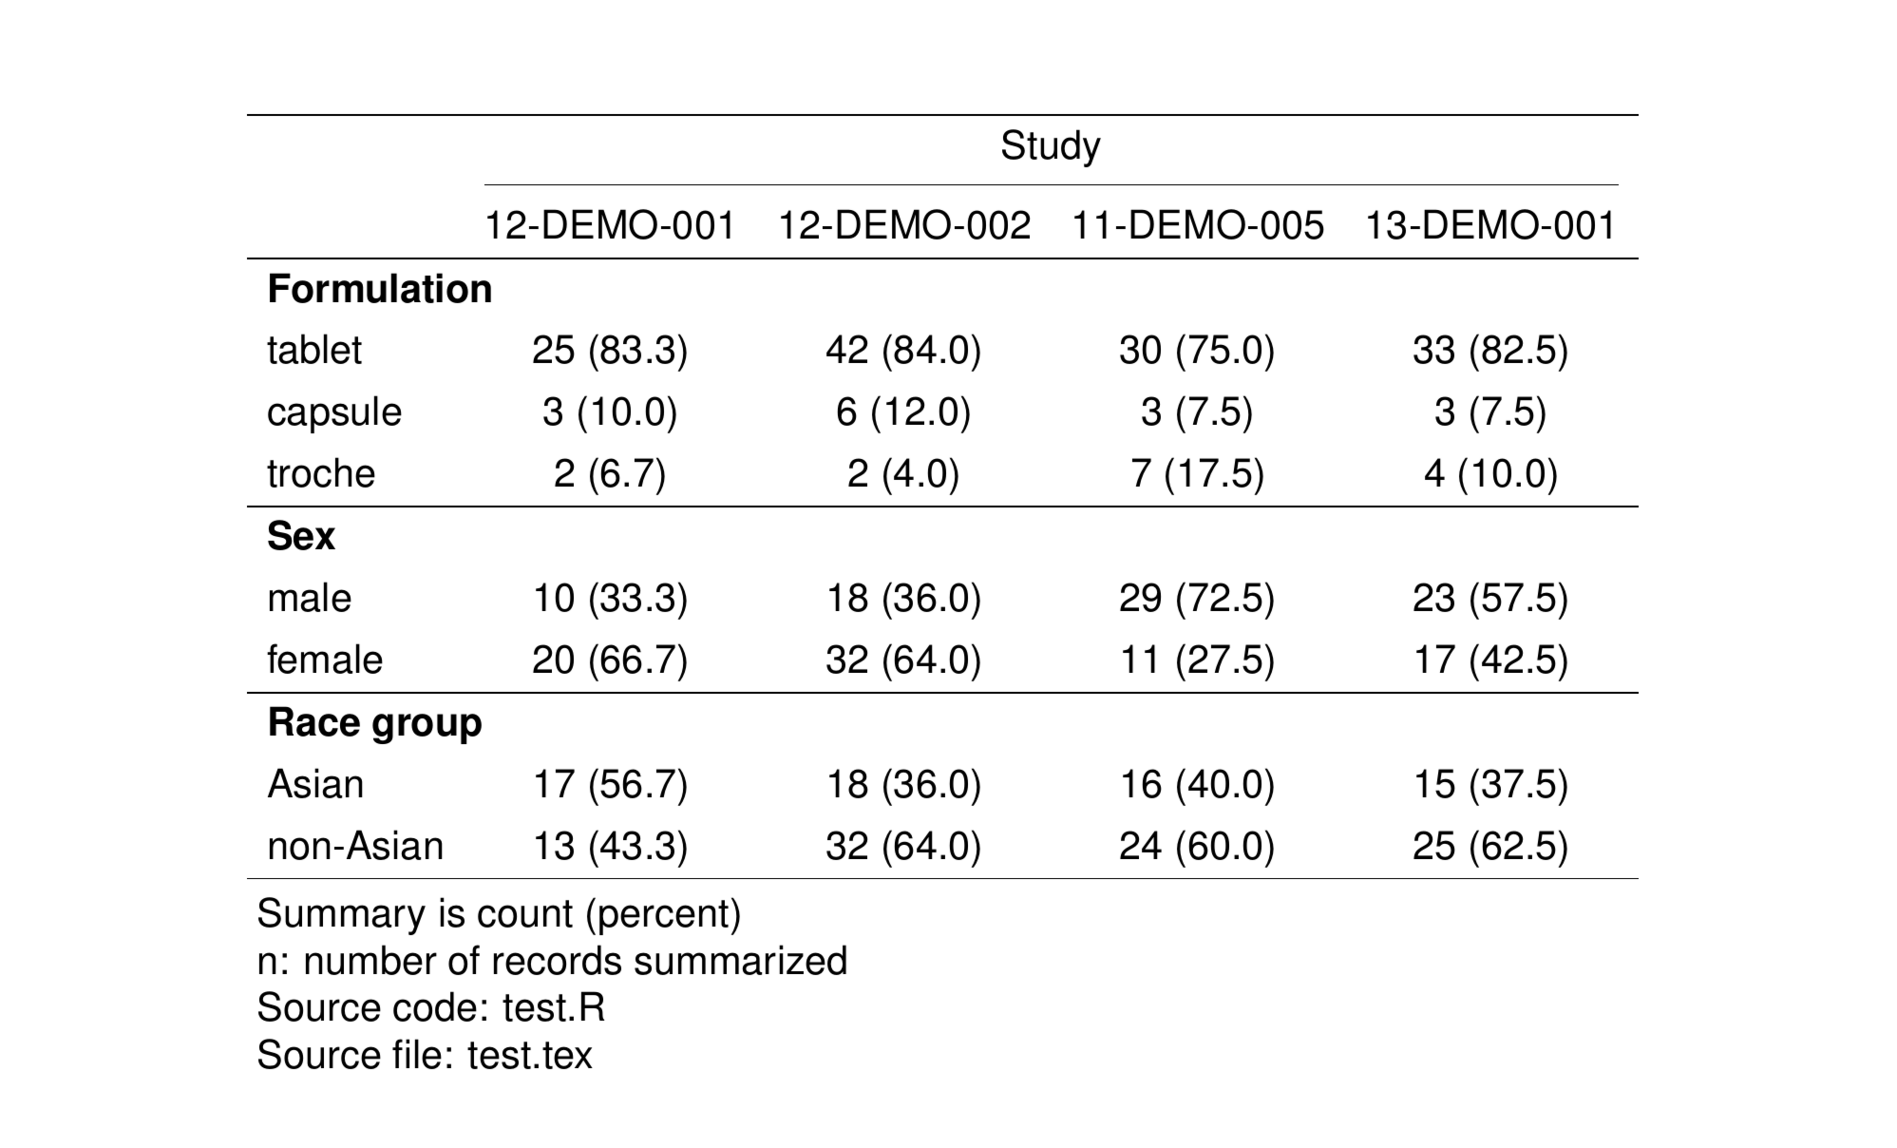 Study
12-DEMO-001 12-DEMO-002 11-DEMO-005 13-DEMO-001
Formulation
tablet 25 (83.3) 42 (84.0) 30 (75.0) 33 (82.5)
capsule 3 (10.0) 6 (12.0) 3 (7.5) 3 (7.5)
troche 2 (6.7) 2 (4.0) 7 (17.5) 4 (10.0)
Sex
male 10 (33.3) 18 (36.0) 29 (72.5) 23 (57.5)
female 20 (66.7) 32 (64.0) 11 (27.5) 17 (42.5)
Race group
Asian 17 (56.7) 18 (36.0) 16 (40.0) 15 (37.5)
non-Asian 13 (43.3) 32 (64.0) 24 (60.0) 25 (62.5)
Summary is count (percent)
n: number of records summarized
Source code: test.R
Source file: test.tex